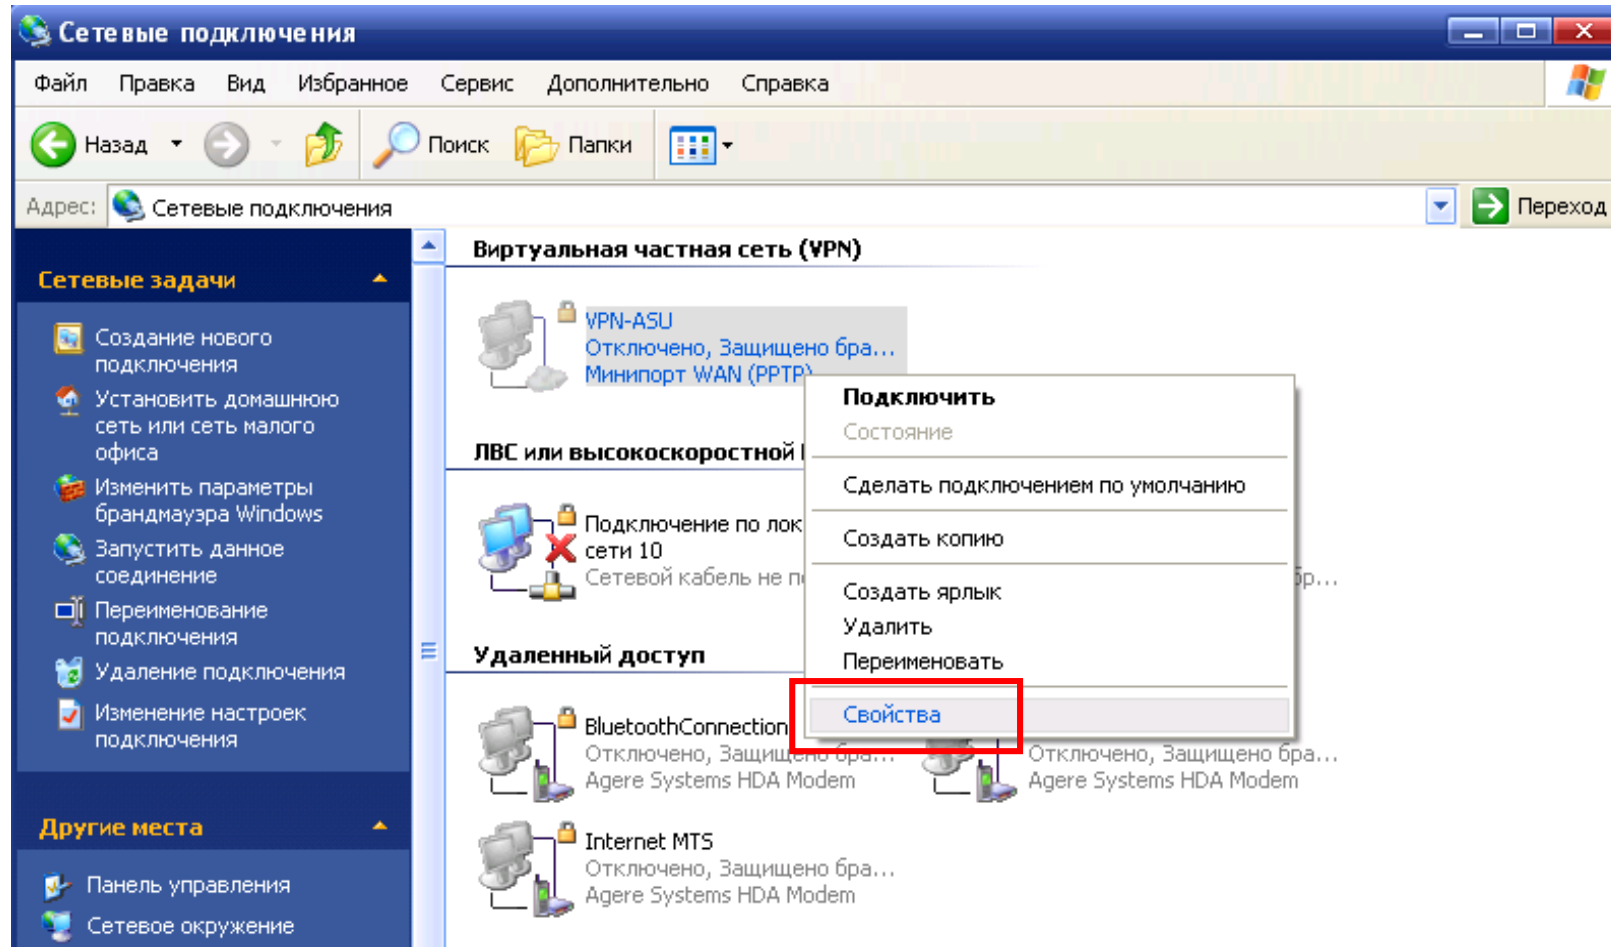 Сетевые подключения
Файл Правка Вид Избранное Сервис Дополнительно Справка
Назад Поиск Папки
Адрес: Сетевые подключения Переход
Сетевые задачи
Создание нового
подключения
Установить домашнюю
сеть или сеть малого
офиса
Изменить параметры
брандмауэра Windows
Запустить данное
соединение
Переименование
подключения
Удаление подключения
Изменение настроек
подключения
Другие места
Панель управления
Сетевое окружение
Виртуальная частная сеть (VPN)
VPN-ASU
Отключено, Защищено бра...
Минипорт WAN (PPTP)
ЛВС или высокоскоростной
Подключение по лок
сети 10
Сетевой кабель не п
бр...
Удаленный доступ
BluetoothConnection
Отключено, Защищено бра...
Agere Systems HDA Modem
Отключено, Защищено бра...
Agere Systems HDA Modem
Internet MTS
Отключено, Защищено бра...
Agere Systems HDA Modem
Подключить
Состояние
Сделать подключением по умолчанию
Создать копию
Создать ярлык
Удалить
Переименовать
Свойства